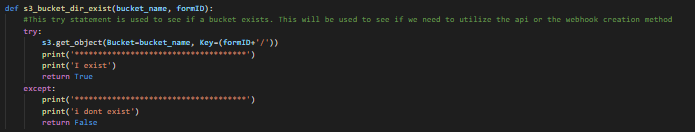 def s3_bucket_dir_exist(bucket_name, formID):
#This try statement is used to see if a bucket exists. This will be used to see if we need to utilize the api or the webhook creation method
try:
s3.get_object(Bucket=bucket_name, Key=(formID+'/'))
print('************************************')
print('I exist')
return True
except:
print('************************************')
print('i dont exist')
return False